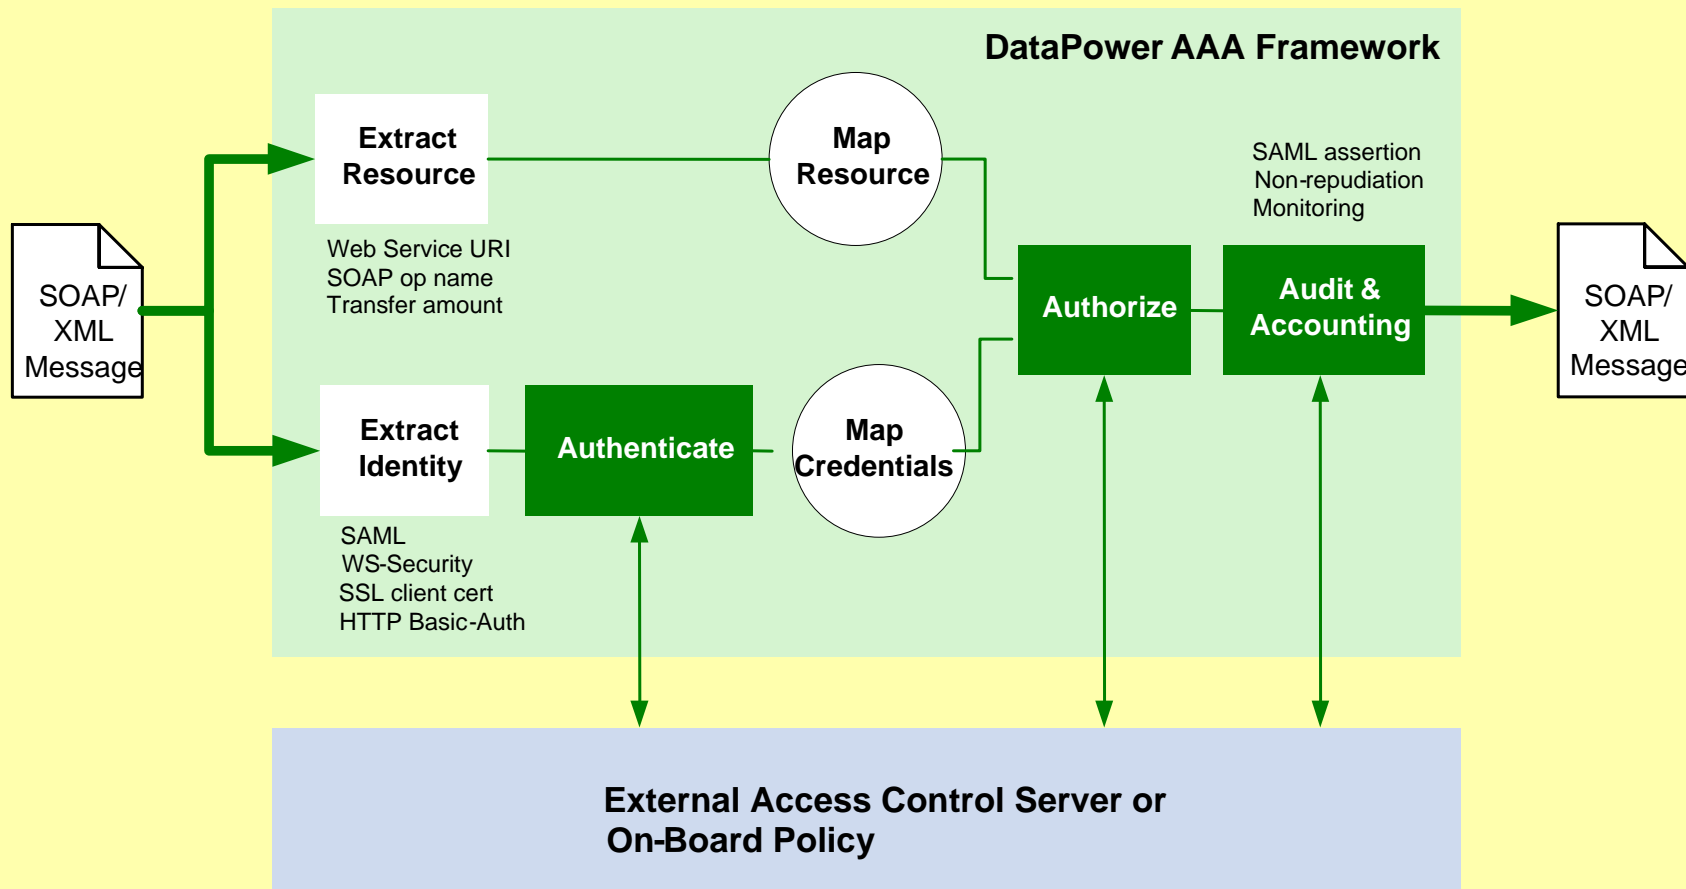 DataPower AAA Framework
Extract
Resource
Map
Resource
SAML assertion
Non-repudiation
Monitoring
Web Service URI
SOAP op name
Transfer amount
SOAP/
XML
Message
Authorize
Audit &
Accounting
SOAP/
XML
Message
Extract
Identity
Authenticate
Map
Credentials
SAML
WS-Security
SSL client cert
HTTP Basic-Auth
External Access Control Server or
On-Board Policy